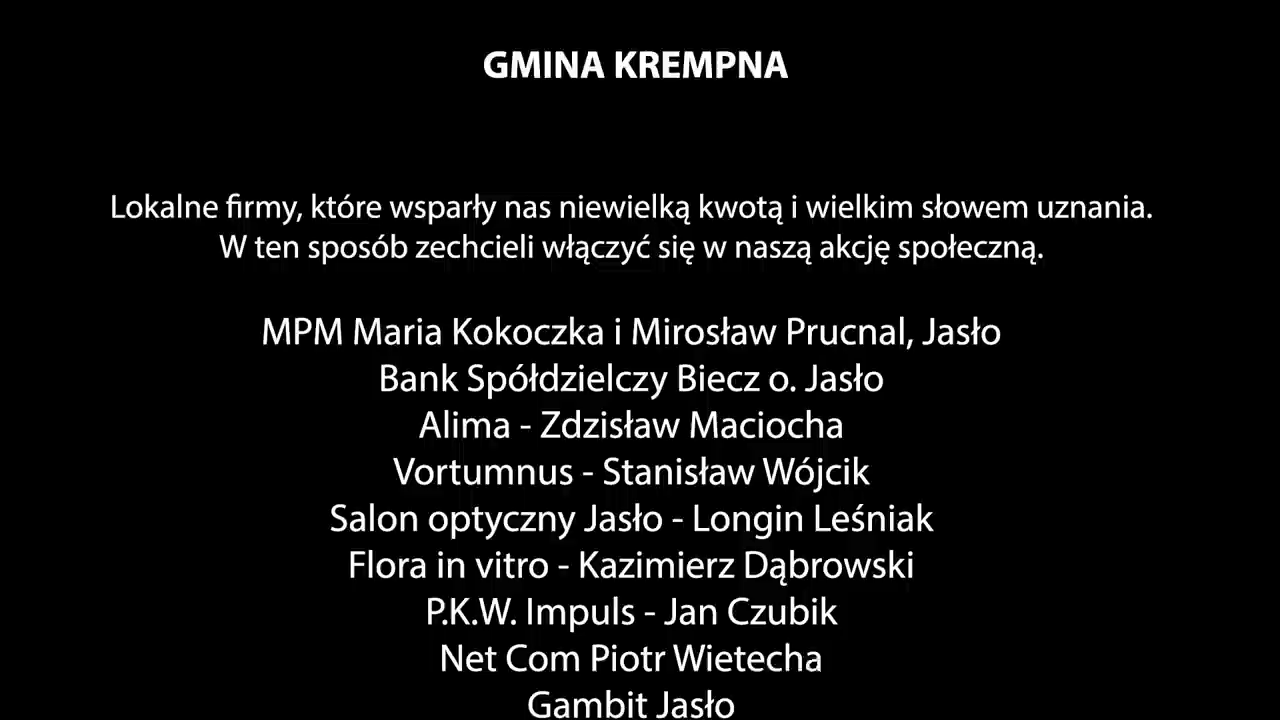 GMINA KREMPNA
Lokalne firmy, które wsparły nas niewielką kwotą i wielkim słowem uznania.
W ten sposób zechcieli włączyć się w naszą akcję społeczną.
MPM Maria Kokoczka i Mirosław Prucnal, Jasło
Bank Spółdzielczy Biecz o. Jasło
Alima - Zdzisław Maciocha
Vortumnus - Stanisław Wójcik
Salon optyczny Jasło - Longin Leśniak
Flora in vitro - Kazimierz Dąbrowski
P.K.W. Impuls - Jan Czubik
Net Com Piotr Wietecha
Gambit Jasło